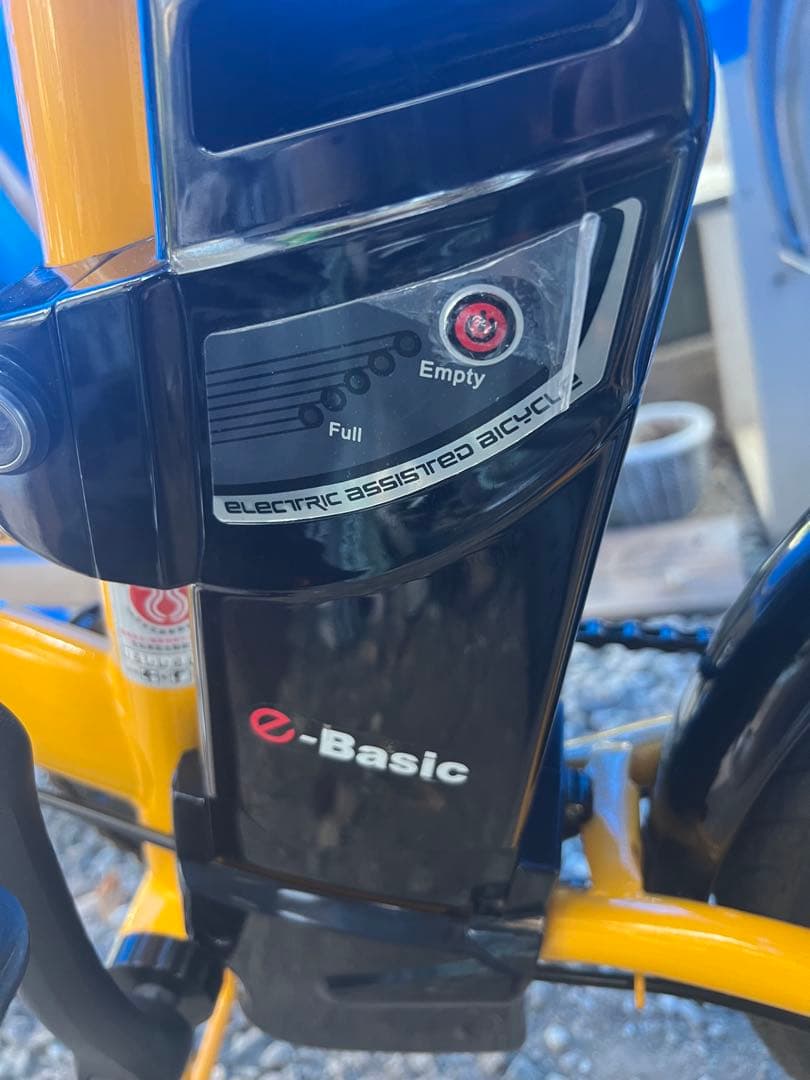 Empty
Full
ELECTRIC ASSISTED BICYCLE
e-Basic